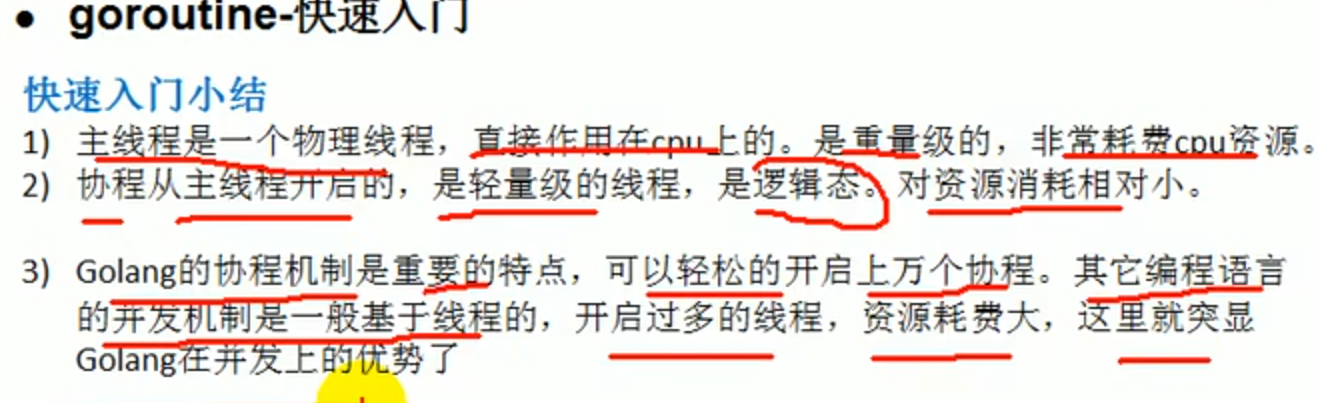 ● goroutine-快速入门
快速入门小结
1) 主线程是一个物理线程，直接作用在cpu上的。是重量级的，非常耗费cpu资源。
2) 协程从主线程开启的，是轻量级的线程，是逻辑态。对资源消耗相对小。
3) Golang的协程机制是重要的特点，可以轻松的开启上万个协程。其它编程语言
的并发机制是一般基于线程的，开启过多的线程，资源耗费大，这里就突显
Golang在并发上的优势了